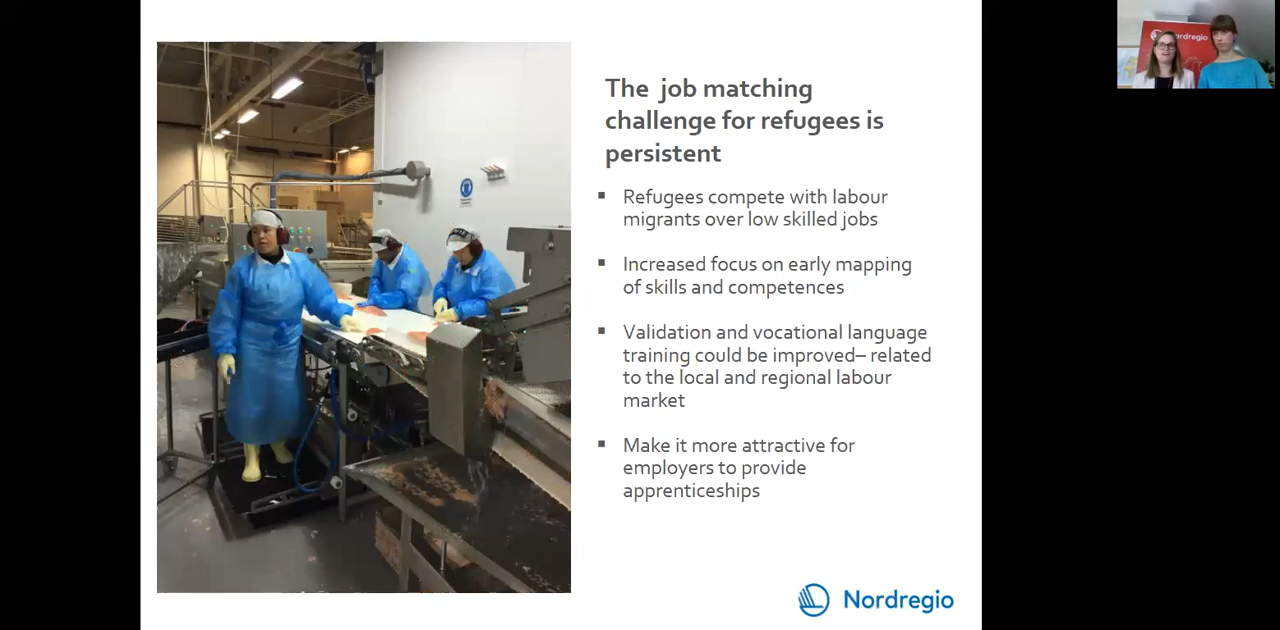 The job matching
challenge for refugees is
persistent
▪ Refugees compete with labour
migrants over low skilled jobs
▪ Increased focus on early mapping
of skills and competences
▪ Validation and vocational language
training could be improved– related
to the local and regional labour
market
▪ Make it more attractive for
employers to provide
apprenticeships
Nordregio
Nordregio